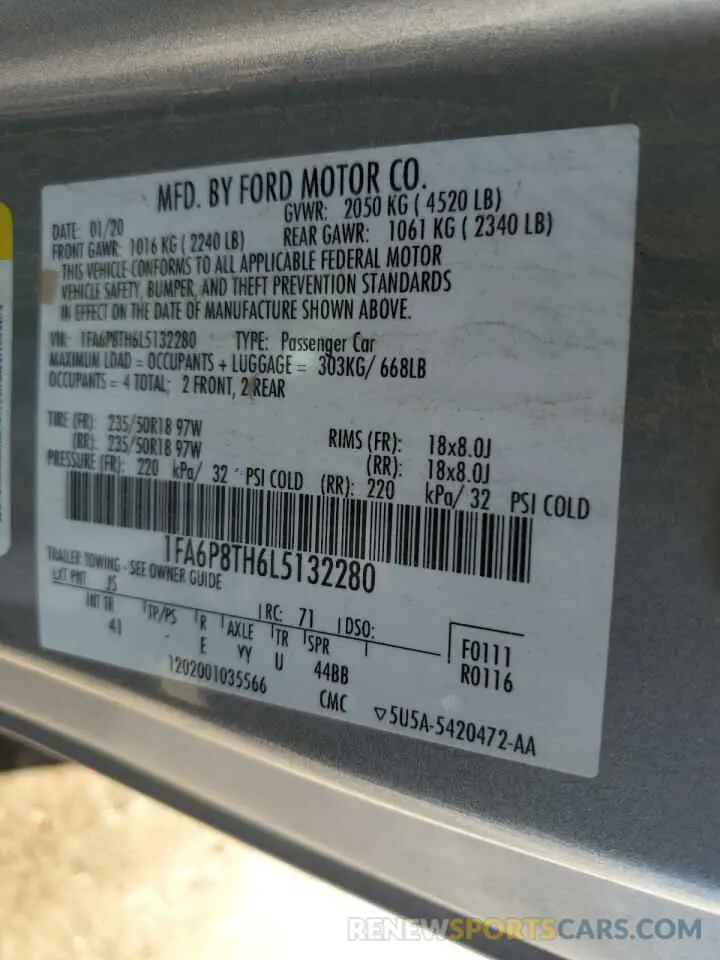 MFD. BY FORD MOTOR CO.
DATE: 01/20 GVWR: 2050 KG ( 4520 LB)
FRONT GAWR: 1016 KG ( 2240 LB) REAR GAWR: 1061 KG ( 2340 LB)
THIS VEHICLE CONFORMS TO ALL APPLICABLE FEDERAL MOTOR
VEHICLE SAFETY, BUMPER, AND THEFT PREVENTION STANDARDS
IN EFFECT ON THE DATE OF MANUFACTURE SHOWN ABOVE.
VIN: 1FA6P8TH6L5132280 TYPE: Passenger Car
MAXIMUM LOAD = OCCUPANTS + LUGGAGE = 303KG/ 668LB
OCCUPANTS = 4 TOTAL; 2 FRONT, 2 REAR
TIRE (FR): 235/50R18 97W RIMS (FR): 18x8.0J
(RR): 235/50R18 97W (RR): 18x8.0J
PRESSURE (FR): 220 kPa/ 32 PSI COLD (RR): 220 kPa/ 32 PSI COLD
1FA6P8TH6L5132280
TRAILER TOWING - SEE OWNER GUIDE
EXT PNT JS RC: 71 DSO:
INT TR TP/PS R AXLE TR SPR
41 - E VY U 44BB
F0111
R0116
1202001035566 CMC ▽5U5A-5420472-AA
RENEWSPORTSCARS.COM